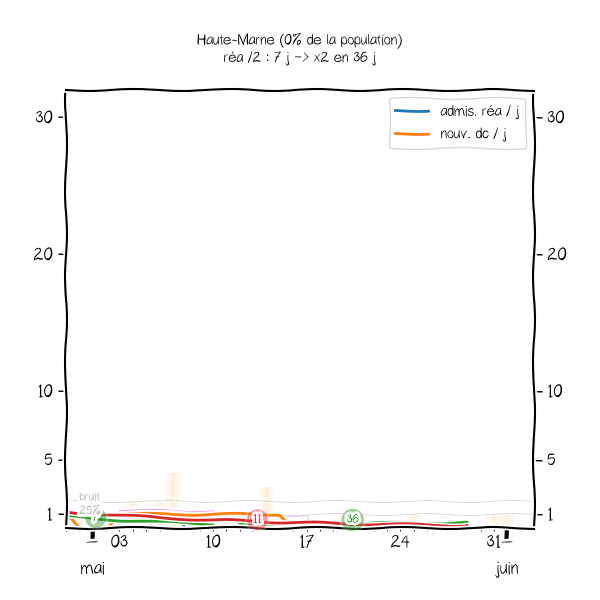 Haute-Marne (0% de la population)
réa /2 : 7 j -> x2 en 36 j
admis. réa / j
nouv. dc / j
30
30
20
20
10
10
5
5
bruit
25%
7
11
36
1
1
03
10
17
24
31
mai
juin